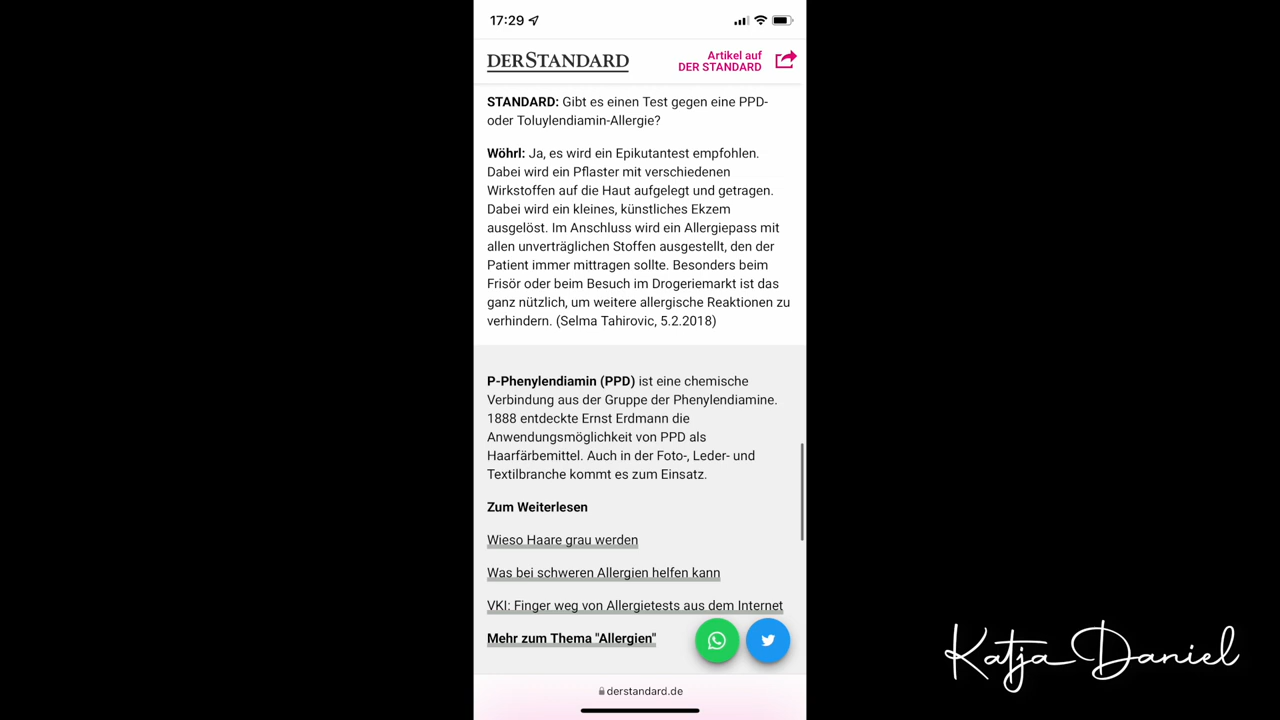 17:29
DERSTANDARD
Artikel auf
DER STANDARD
STANDARD: Gibt es einen Test gegen eine PPD-
oder Toluylendiamin-Allergie?
Wöhrl: Ja, es wird ein Epikutantest empfohlen.
Dabei wird ein Pflaster mit verschiedenen
Wirkstoffen auf die Haut aufgelegt und getragen.
Dabei wird ein kleines, künstliches Ekzem
ausgelöst. Im Anschluss wird ein Allergiepass mit
allen unverträglichen Stoffen ausgestellt, den der
Patient immer mittragen sollte. Besonders beim
Frisör oder beim Besuch im Drogeriemarkt ist das
ganz nützlich, um weitere allergische Reaktionen zu
verhindern. (Selma Tahirovic, 5.2.2018)
P-Phenylendiamin (PPD) ist eine chemische
Verbindung aus der Gruppe der Phenylendiamine.
1888 entdeckte Ernst Erdmann die
Anwendungsmöglichkeit von PPD als
Haarfärbemittel. Auch in der Foto-, Leder- und
Textilbranche kommt es zum Einsatz.
Zum Weiterlesen
Wieso Haare grau werden
Was bei schweren Allergien helfen kann
VKI: Finger weg von Allergietests aus dem Internet
Mehr zum Thema "Allergien"
derstandard.de
Katja Daniel